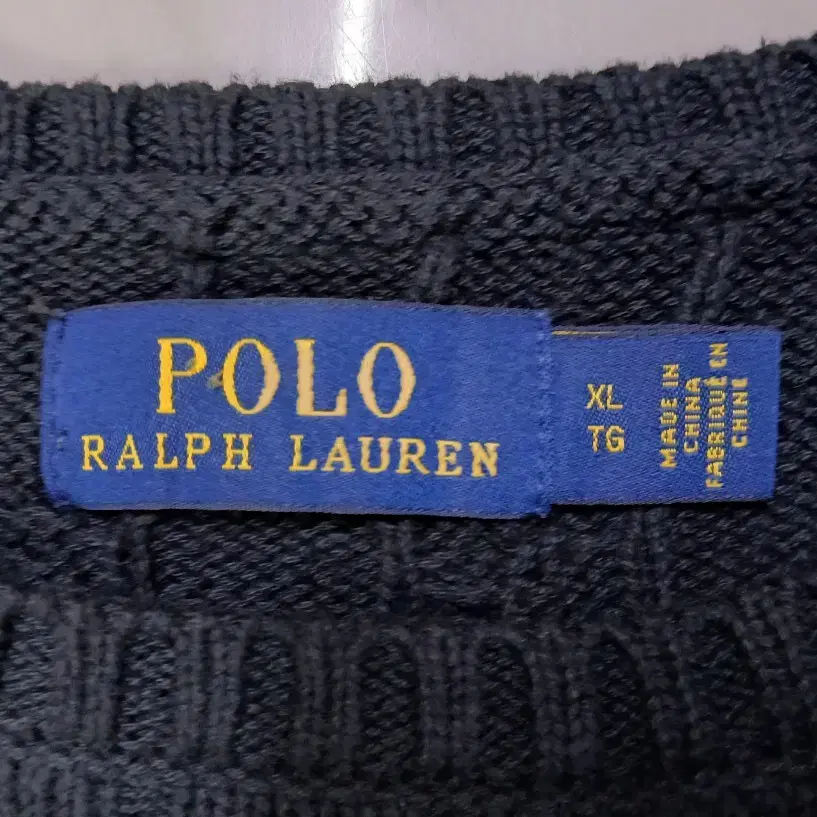 POLO
RALPH LAUREN
XL
TG
MADE IN
CHINA
FABRIQUÉ EN
CHINE